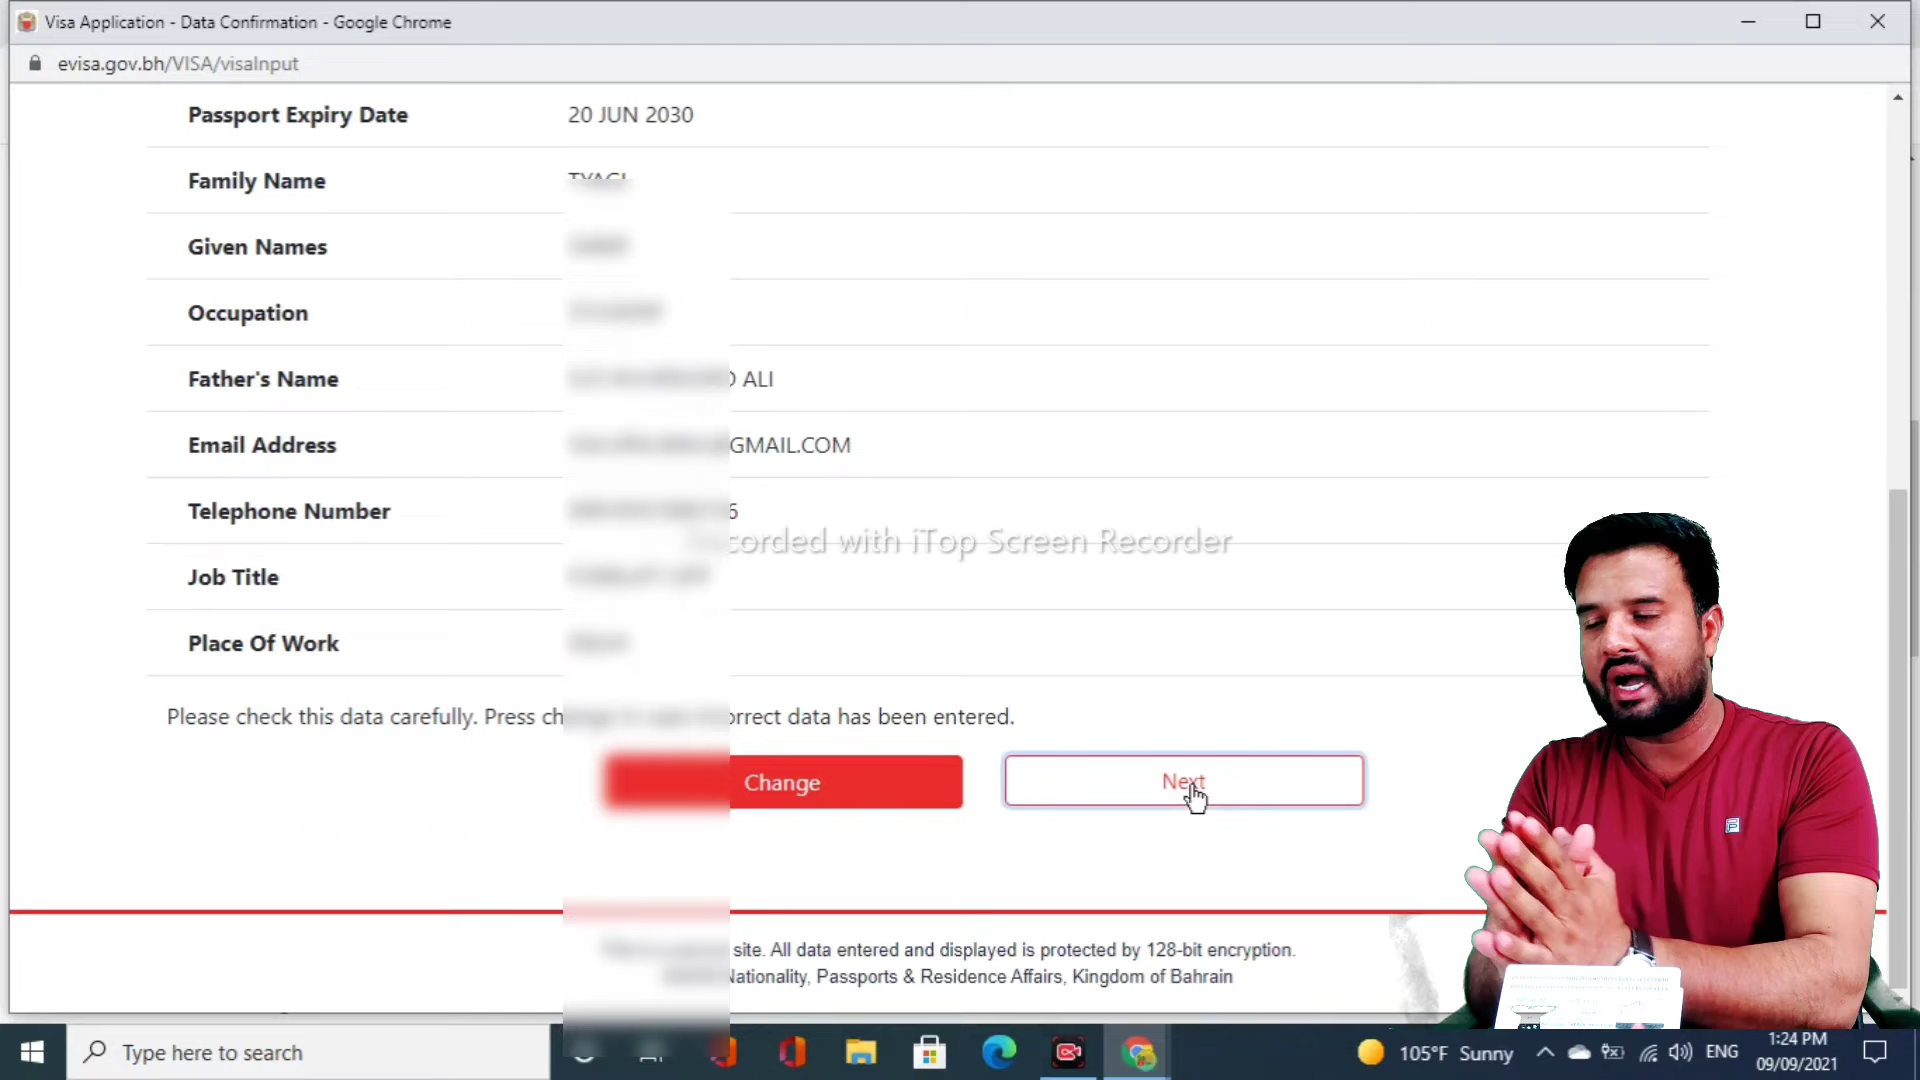 Visa Application - Data Confirmation - Google Chrome
evisa.gov.bh/VISA/visaInput
Passport Expiry Date 20 JUN 2030
Family Name
Given Names
Occupation
Father's Name ALI
Email Address GMAIL.COM
Telephone Number 6
Job Title
Place Of Work
Please check this data carefully. Press data has been entered.
Change Next
Recorded with iTop Screen Recorder
site. All data entered and displayed is protected by 128-bit encryption.
Nationality, Passports & Residence Affairs, Kingdom of Bahrain
Type here to search
105°F Sunny
ENG
1:24 PM
09/09/2021